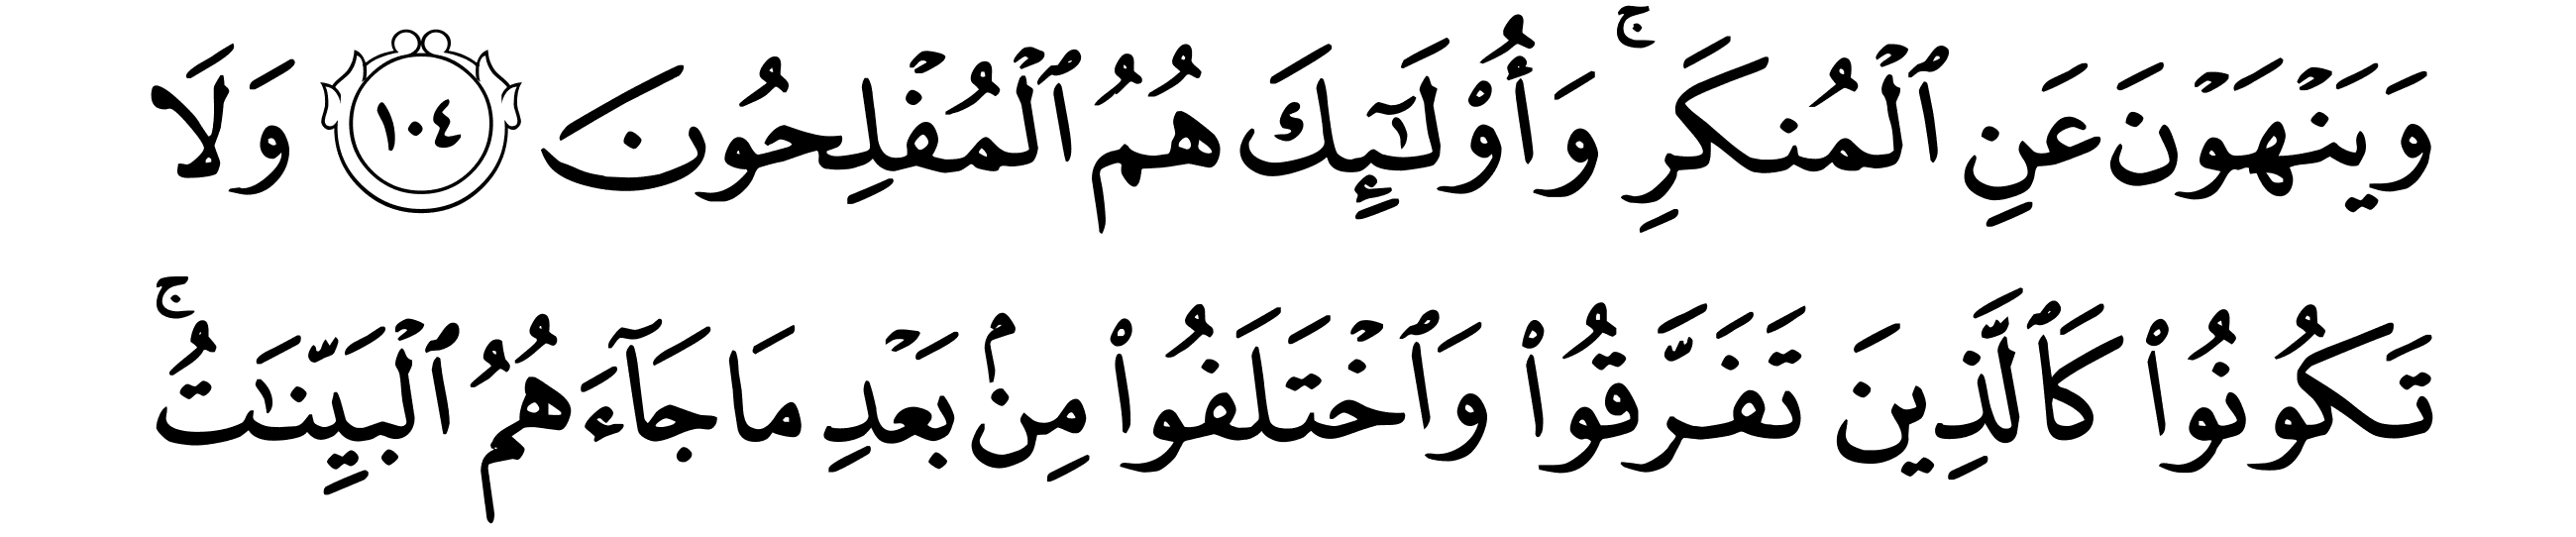 وَيَنۡهَوۡنَ عَنِ ٱلۡمُنكَرِۚ وَأُوْلَٰٓئِكَ هُمُ ٱلۡمُفۡلِحُونَ ١٠٤ وَلَا
تَكُونُواْ كَٱلَّذِينَ تَفَرَّقُواْ وَٱخۡتَلَفُواْ مِنۢ بَعۡدِ مَا جَآءَهُمُ ٱلۡبَيِّنَٰتُۚ